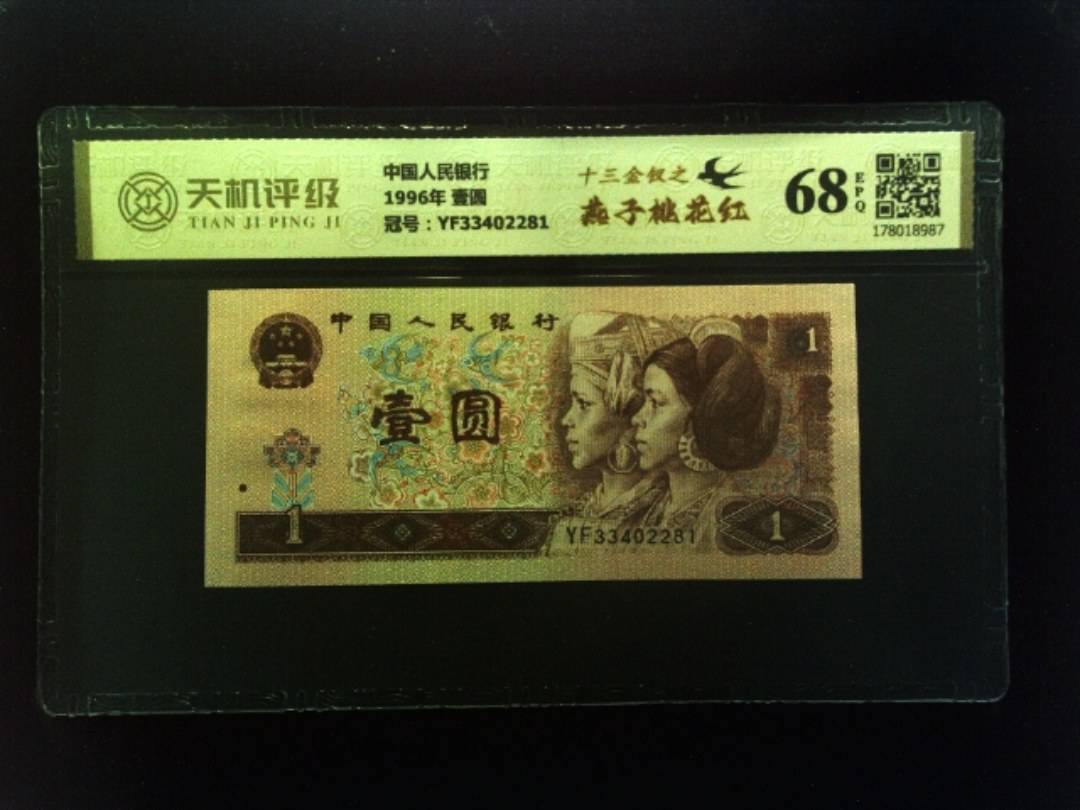 天机评级
TIAN JI PING JI
中国人民银行
1996年 壹圆
冠号：YF33402281
十三金钗之
燕子桃花红
68
EPQ
178018987
中国人民银行
1
壹圆
1
YF33402281
1